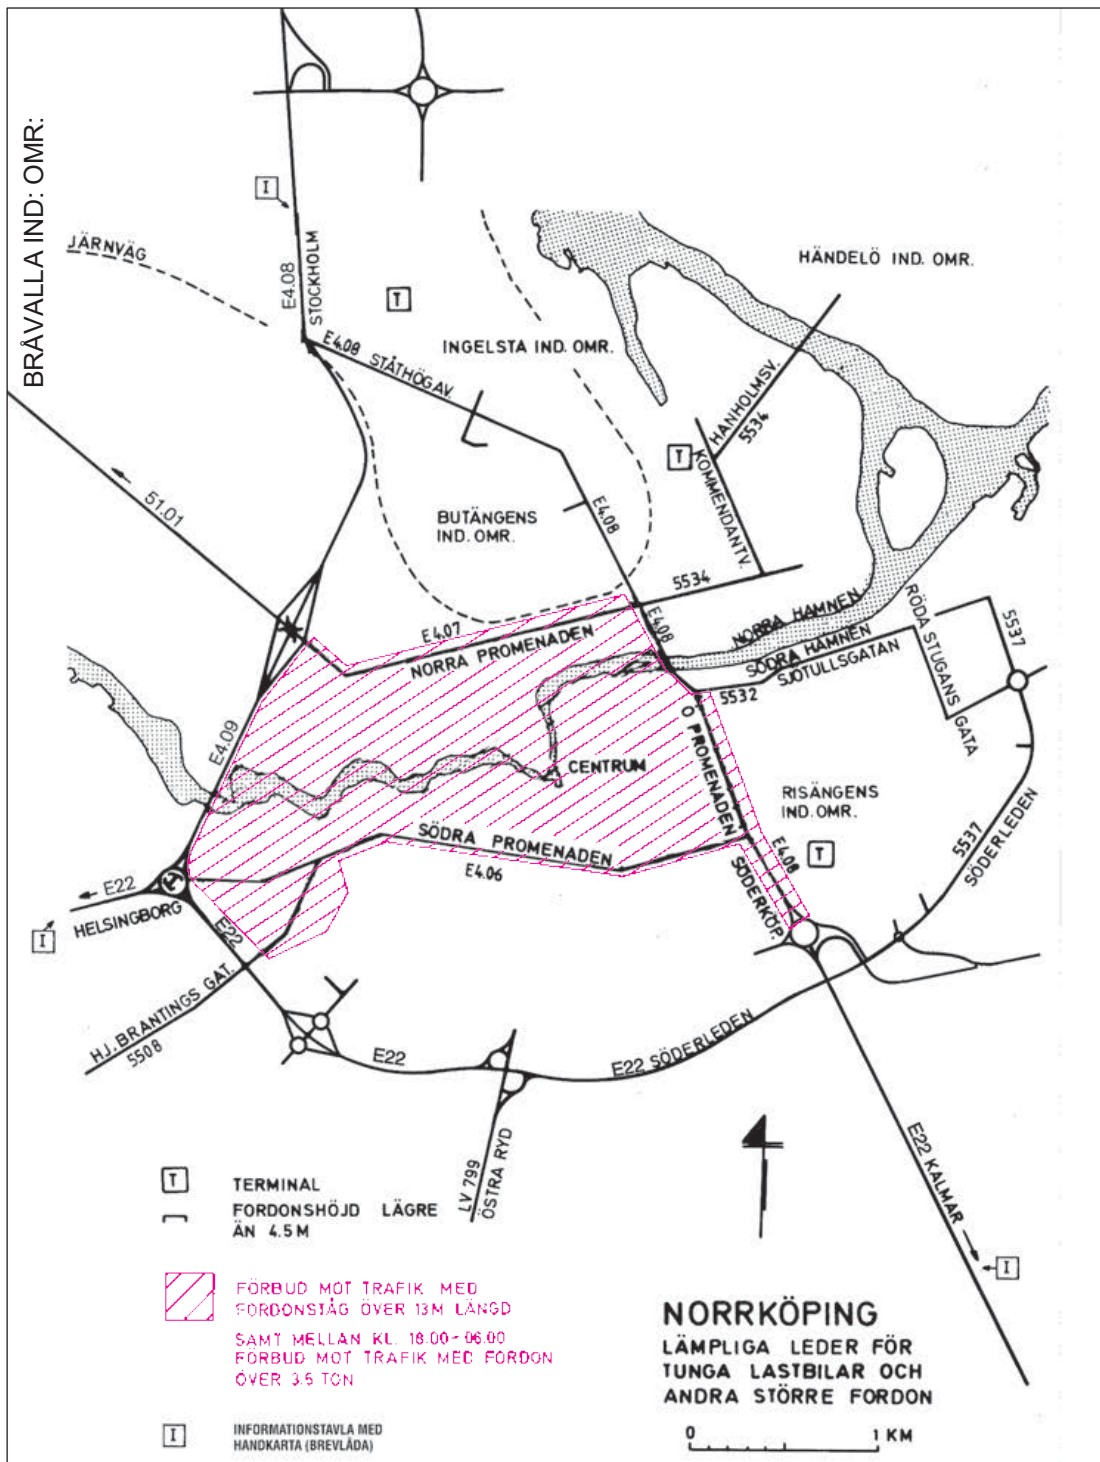 BRÅVALLA IND: OMR:
I
JÄRNVÄG
E4.08
STOCKHOLM
T
HÄNDELÖ IND. OMR.
E4.08 STÅTHÖGAV.
INGELSTA IND. OMR.
HANHOLMSV.
5534
T
KOMMENDANTV.
51.01
BUTÄNGENS
IND. OMR.
E4.08
5534
E4.07
NORRA PROMENADEN
E4.08
NORRA HAMNEN
SÖDRA HAMNEN
SJÖTULLSGATAN
5532
RÖDA STUGANS GATA
5537
E4.09
CENTRUM
Ö PROMENADEN
RISÄNGENS
IND. OMR.
T
SÖDRA PROMENADEN
E4.06
E4.08
SÖDERKÖP.
5537
SÖDERLEDEN
E22
HELSINGBORG
I
E22
HJ. BRANTINGS GAT.
5508
E22
E22 SÖDERLEDEN
LV 799
ÖSTRA RYD
E22 KALMAR
I
T TERMINAL
FORDONSHÖJD LÄGRE
ÄN 4.5 M
FÖRBUD MOT TRAFIK MED
FORDONSTÅG ÖVER 13M LÄNGD
SAMT MELLAN KL. 18.00-06.00
FÖRBUD MOT TRAFIK MED FORDON
ÖVER 3.5 TON
I INFORMATIONSTAVLA MED
HANDKARTA (BREVLÅDA)
NORRKÖPING
LÄMPLIGA LEDER FÖR
TUNGA LASTBILAR OCH
ANDRA STÖRRE FORDON
0 1 KM